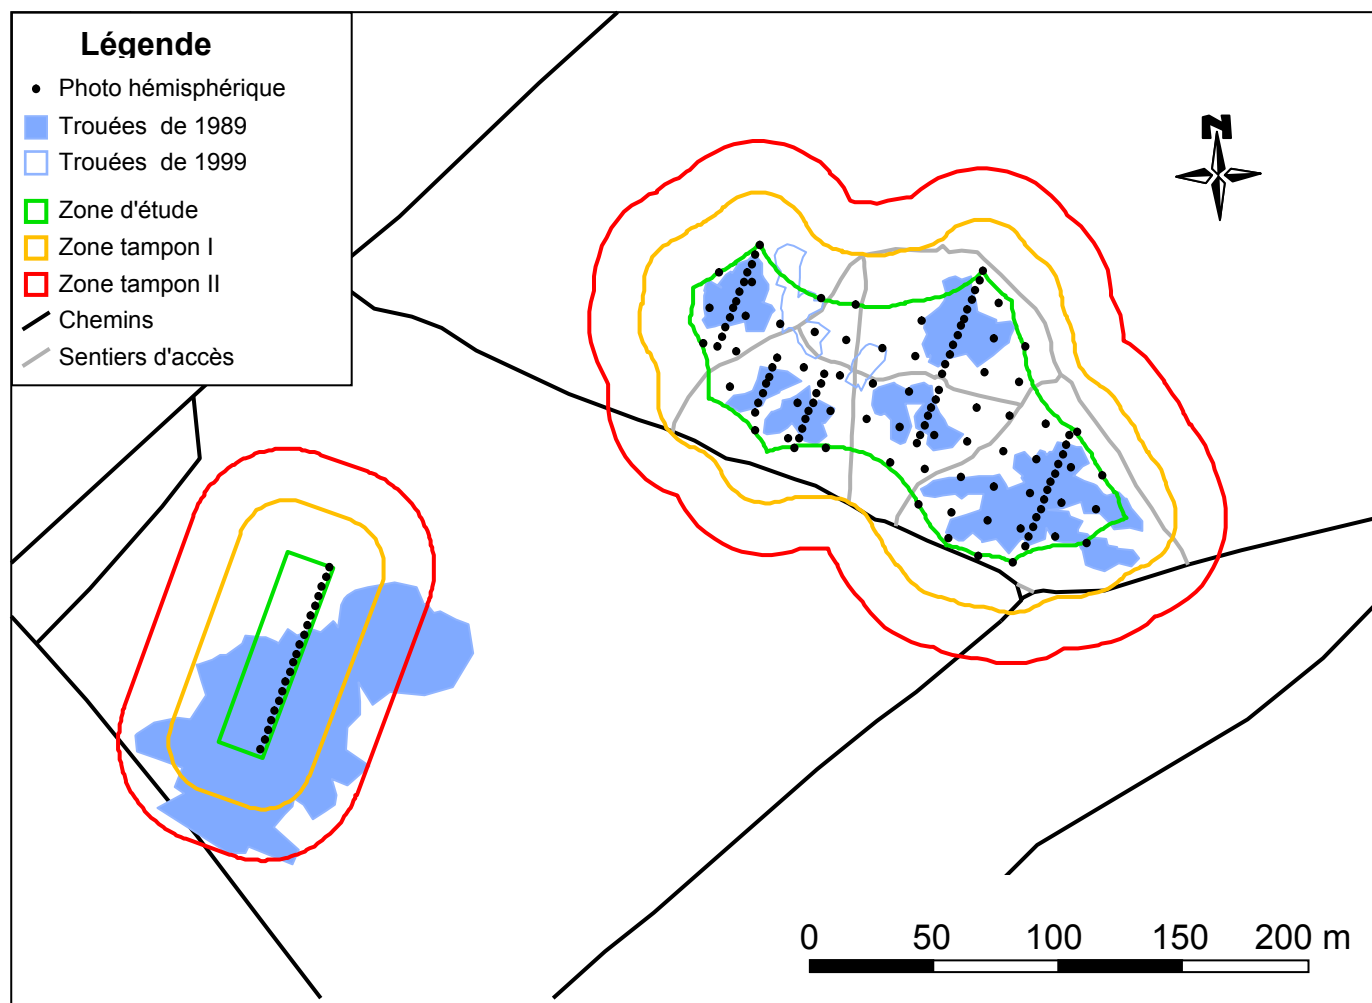 Légende
Photo hémisphérique
Trouées de 1989
Trouées de 1999
Zone d'étude
Zone tampon I
Zone tampon II
Chemins
Sentiers d'accès
N
0 50 100 150 200 m